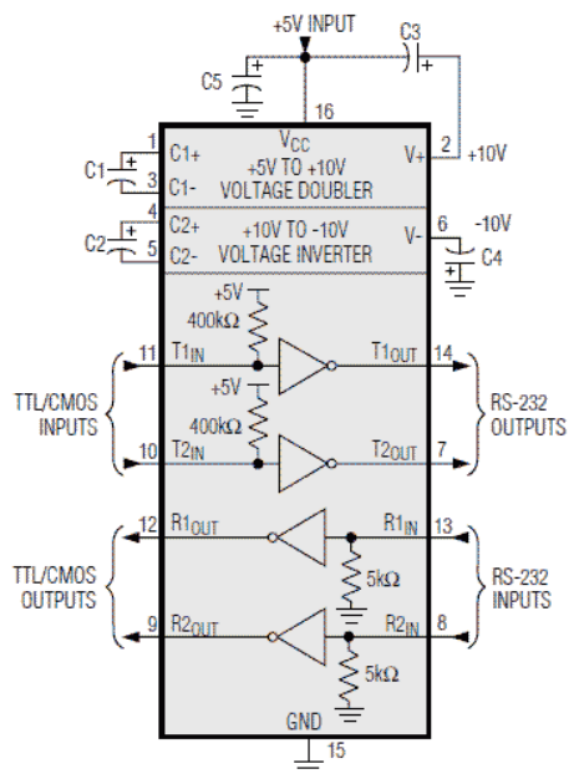 +5V INPUT
C3
+
C5
+
16
1
C1+
VCC
V+
2
+10V
C1
+
+5V TO +10V
VOLTAGE DOUBLER
3
C1-
4
C2+
+10V TO -10V
VOLTAGE INVERTER
V-
6
-10V
C2
+
5
C2-
+
C4
+5V
400kΩ
11
T1IN
T1OUT
14
TTL/CMOS
INPUTS
+5V
400kΩ
RS-232
OUTPUTS
10
T2IN
T2OUT
7
12
R1OUT
R1IN
13
TTL/CMOS
OUTPUTS
5kΩ
RS-232
INPUTS
9
R2OUT
R2IN
8
5kΩ
GND
15